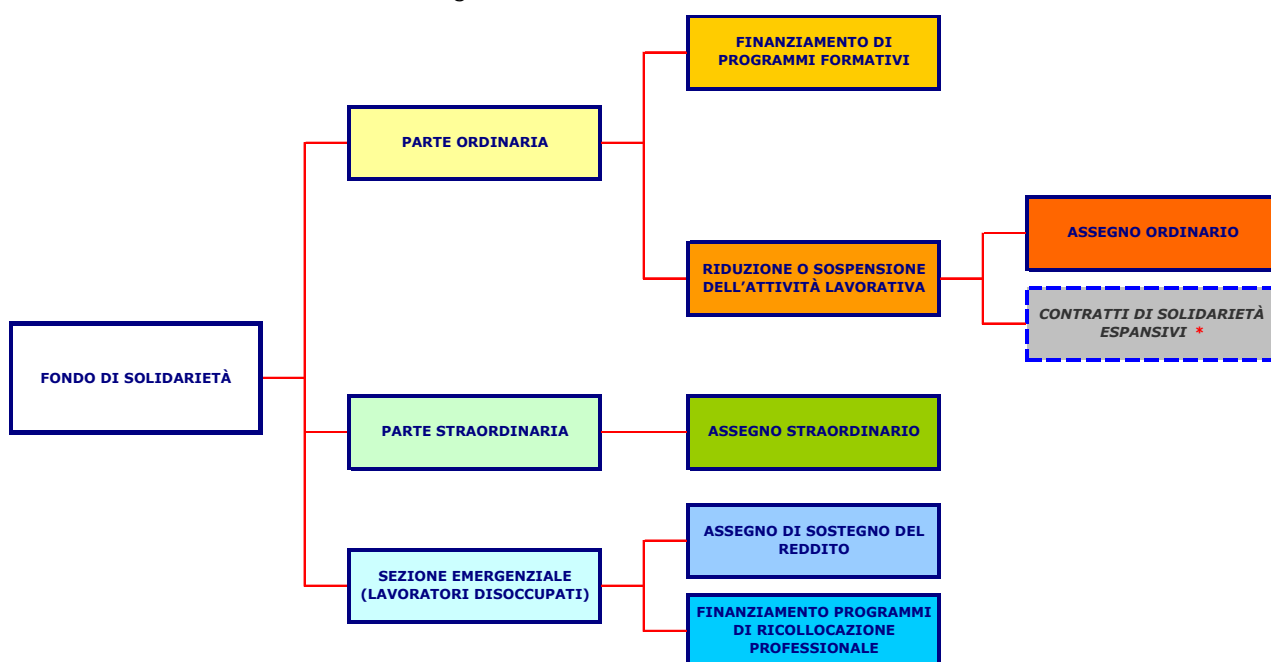 FINANZIAMENTO DI
PROGRAMMI FORMATIVI
PARTE ORDINARIA
ASSEGNO ORDINARIO
RIDUZIONE O SOSPENSIONE
DELL'ATTIVITÀ LAVORATIVA
CONTRATTI DI SOLIDARIETÀ
ESPANSIVI *
FONDO DI SOLIDARIETÀ
PARTE STRAORDINARIA
ASSEGNO STRAORDINARIO
ASSEGNO DI SOSTEGNO DEL
REDDITO
SEZIONE EMERGENZIALE
(LAVORATORI DISOCCUPATI)
FINANZIAMENTO PROGRAMMI
DI RICOLLOCAZIONE
PROFESSIONALE